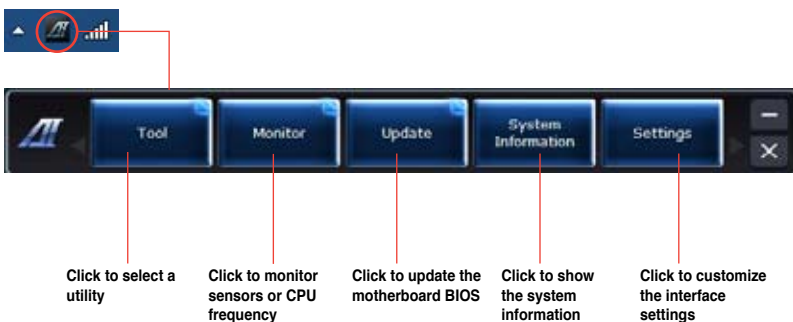 Tool
Monitor
Update
System
Information
Settings
Click to select a
utility
Click to monitor
sensors or CPU
frequency
Click to update the
motherboard BIOS
Click to show
the system
information
Click to customize
the interface
settings